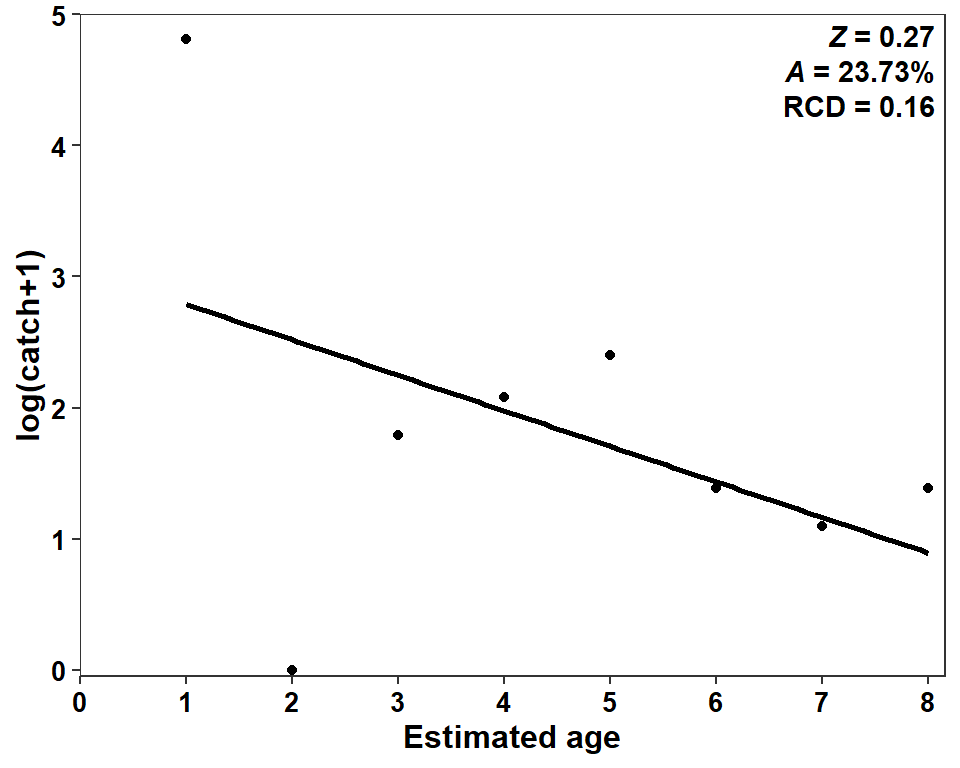 Z = 0.27
A = 23.73%
RCD = 0.16
log(catch+1)
5
4
3
2
1
0
0 1 2 3 4 5 6 7 8
Estimated age